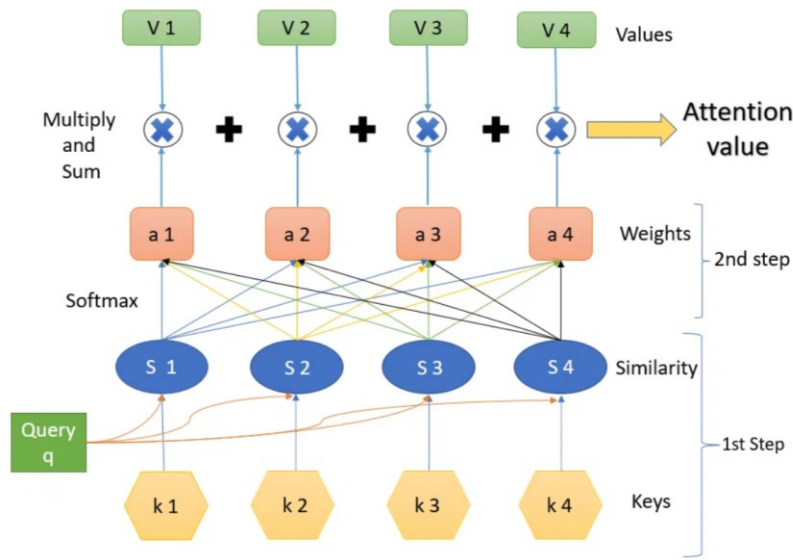 V 1
V 2
V 3
V 4
Values
Multiply
and
Sum
Attention
value
a 1
a 2
a 3
a 4
Weights
2nd step
Softmax
S 1
S 2
S 3
S 4
Similarity
Query
q
1st Step
k 1
k 2
k 3
k 4
Keys